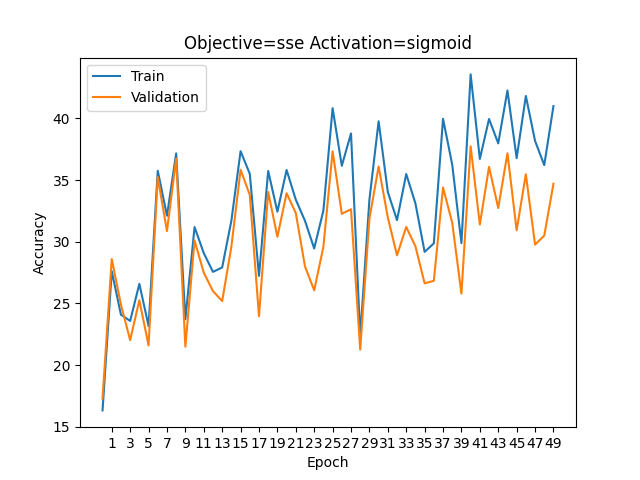 Objective=sse Activation=sigmoid
Train
Validation
40
35
30
25
20
15
Accuracy
1 3 5 7 9 11 13 15 17 19 21 23 25 27 29 31 33 35 37 39 41 43 45 47 49
Epoch